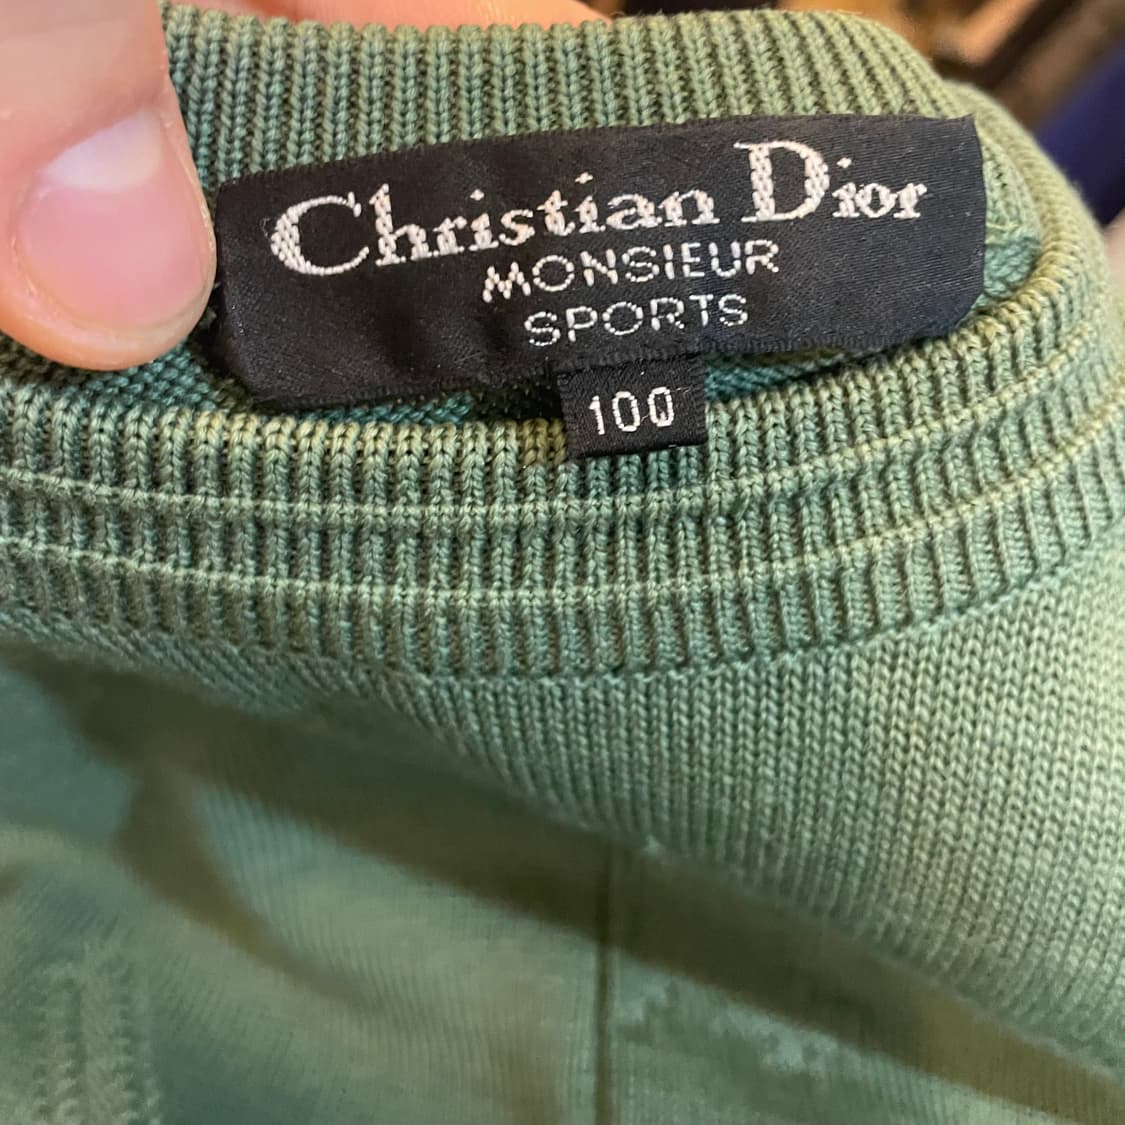 Christian Dior
MONSIEUR
SPORTS
100